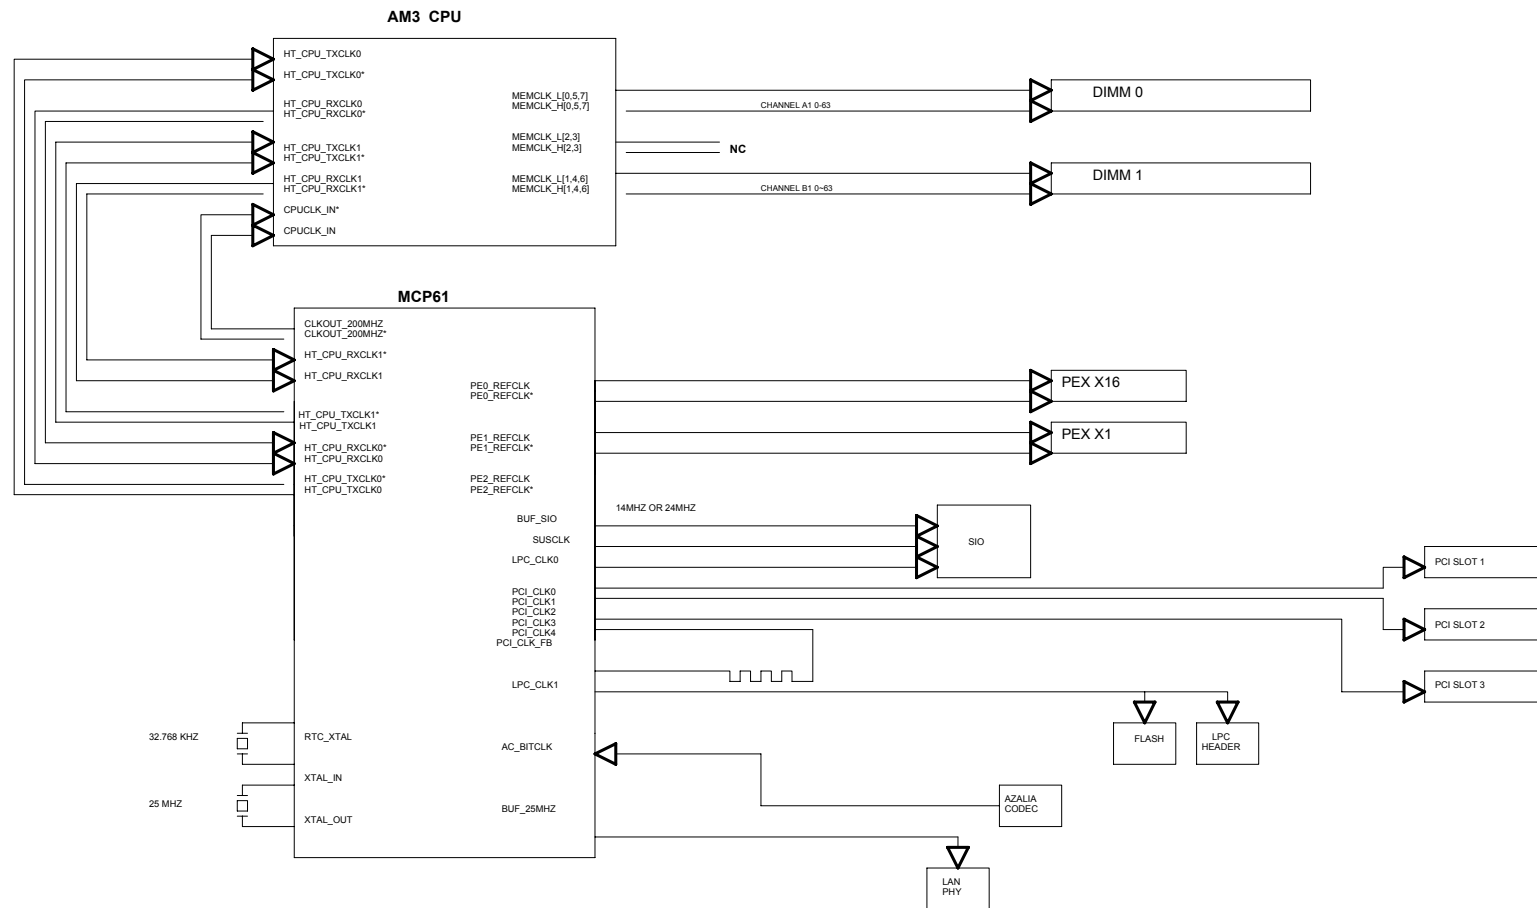 AM3 CPU
HT_CPU_TXCLK0
HT_CPU_TXCLK0*
HT_CPU_RXCLK0
HT_CPU_RXCLK0*
HT_CPU_TXCLK1
HT_CPU_TXCLK1*
HT_CPU_RXCLK1
HT_CPU_RXCLK1*
CPUCLK_IN*
CPUCLK_IN
MEMCLK_L[0,5,7]
MEMCLK_H[0,5,7]
MEMCLK_L[2,3]
MEMCLK_H[2,3]
MEMCLK_L[1,4,6]
MEMCLK_H[1,4,6]
CHANNEL A1 0-63
NC
CHANNEL B1 0~63
DIMM 0
DIMM 1
MCP61
CLKOUT_200MHZ
CLKOUT_200MHZ*
HT_CPU_RXCLK1*
HT_CPU_RXCLK1
HT_CPU_TXCLK1*
HT_CPU_TXCLK1
HT_CPU_RXCLK0*
HT_CPU_RXCLK0
HT_CPU_TXCLK0*
HT_CPU_TXCLK0
PE0_REFCLK
PE0_REFCLK*
PE1_REFCLK
PE1_REFCLK*
PE2_REFCLK
PE2_REFCLK*
BUF_SIO
SUSCLK
LPC_CLK0
PCI_CLK0
PCI_CLK1
PCI_CLK2
PCI_CLK3
PCI_CLK4
PCI_CLK_FB
LPC_CLK1
AC_BITCLK
BUF_25MHZ
RTC_XTAL
XTAL_IN
XTAL_OUT
32.768 KHZ
25 MHZ
PEX X16
PEX X1
14MHZ OR 24MHZ
SIO
PCI SLOT 1
PCI SLOT 2
PCI SLOT 3
FLASH
LPC
HEADER
AZALIA
CODEC
LAN
PHY